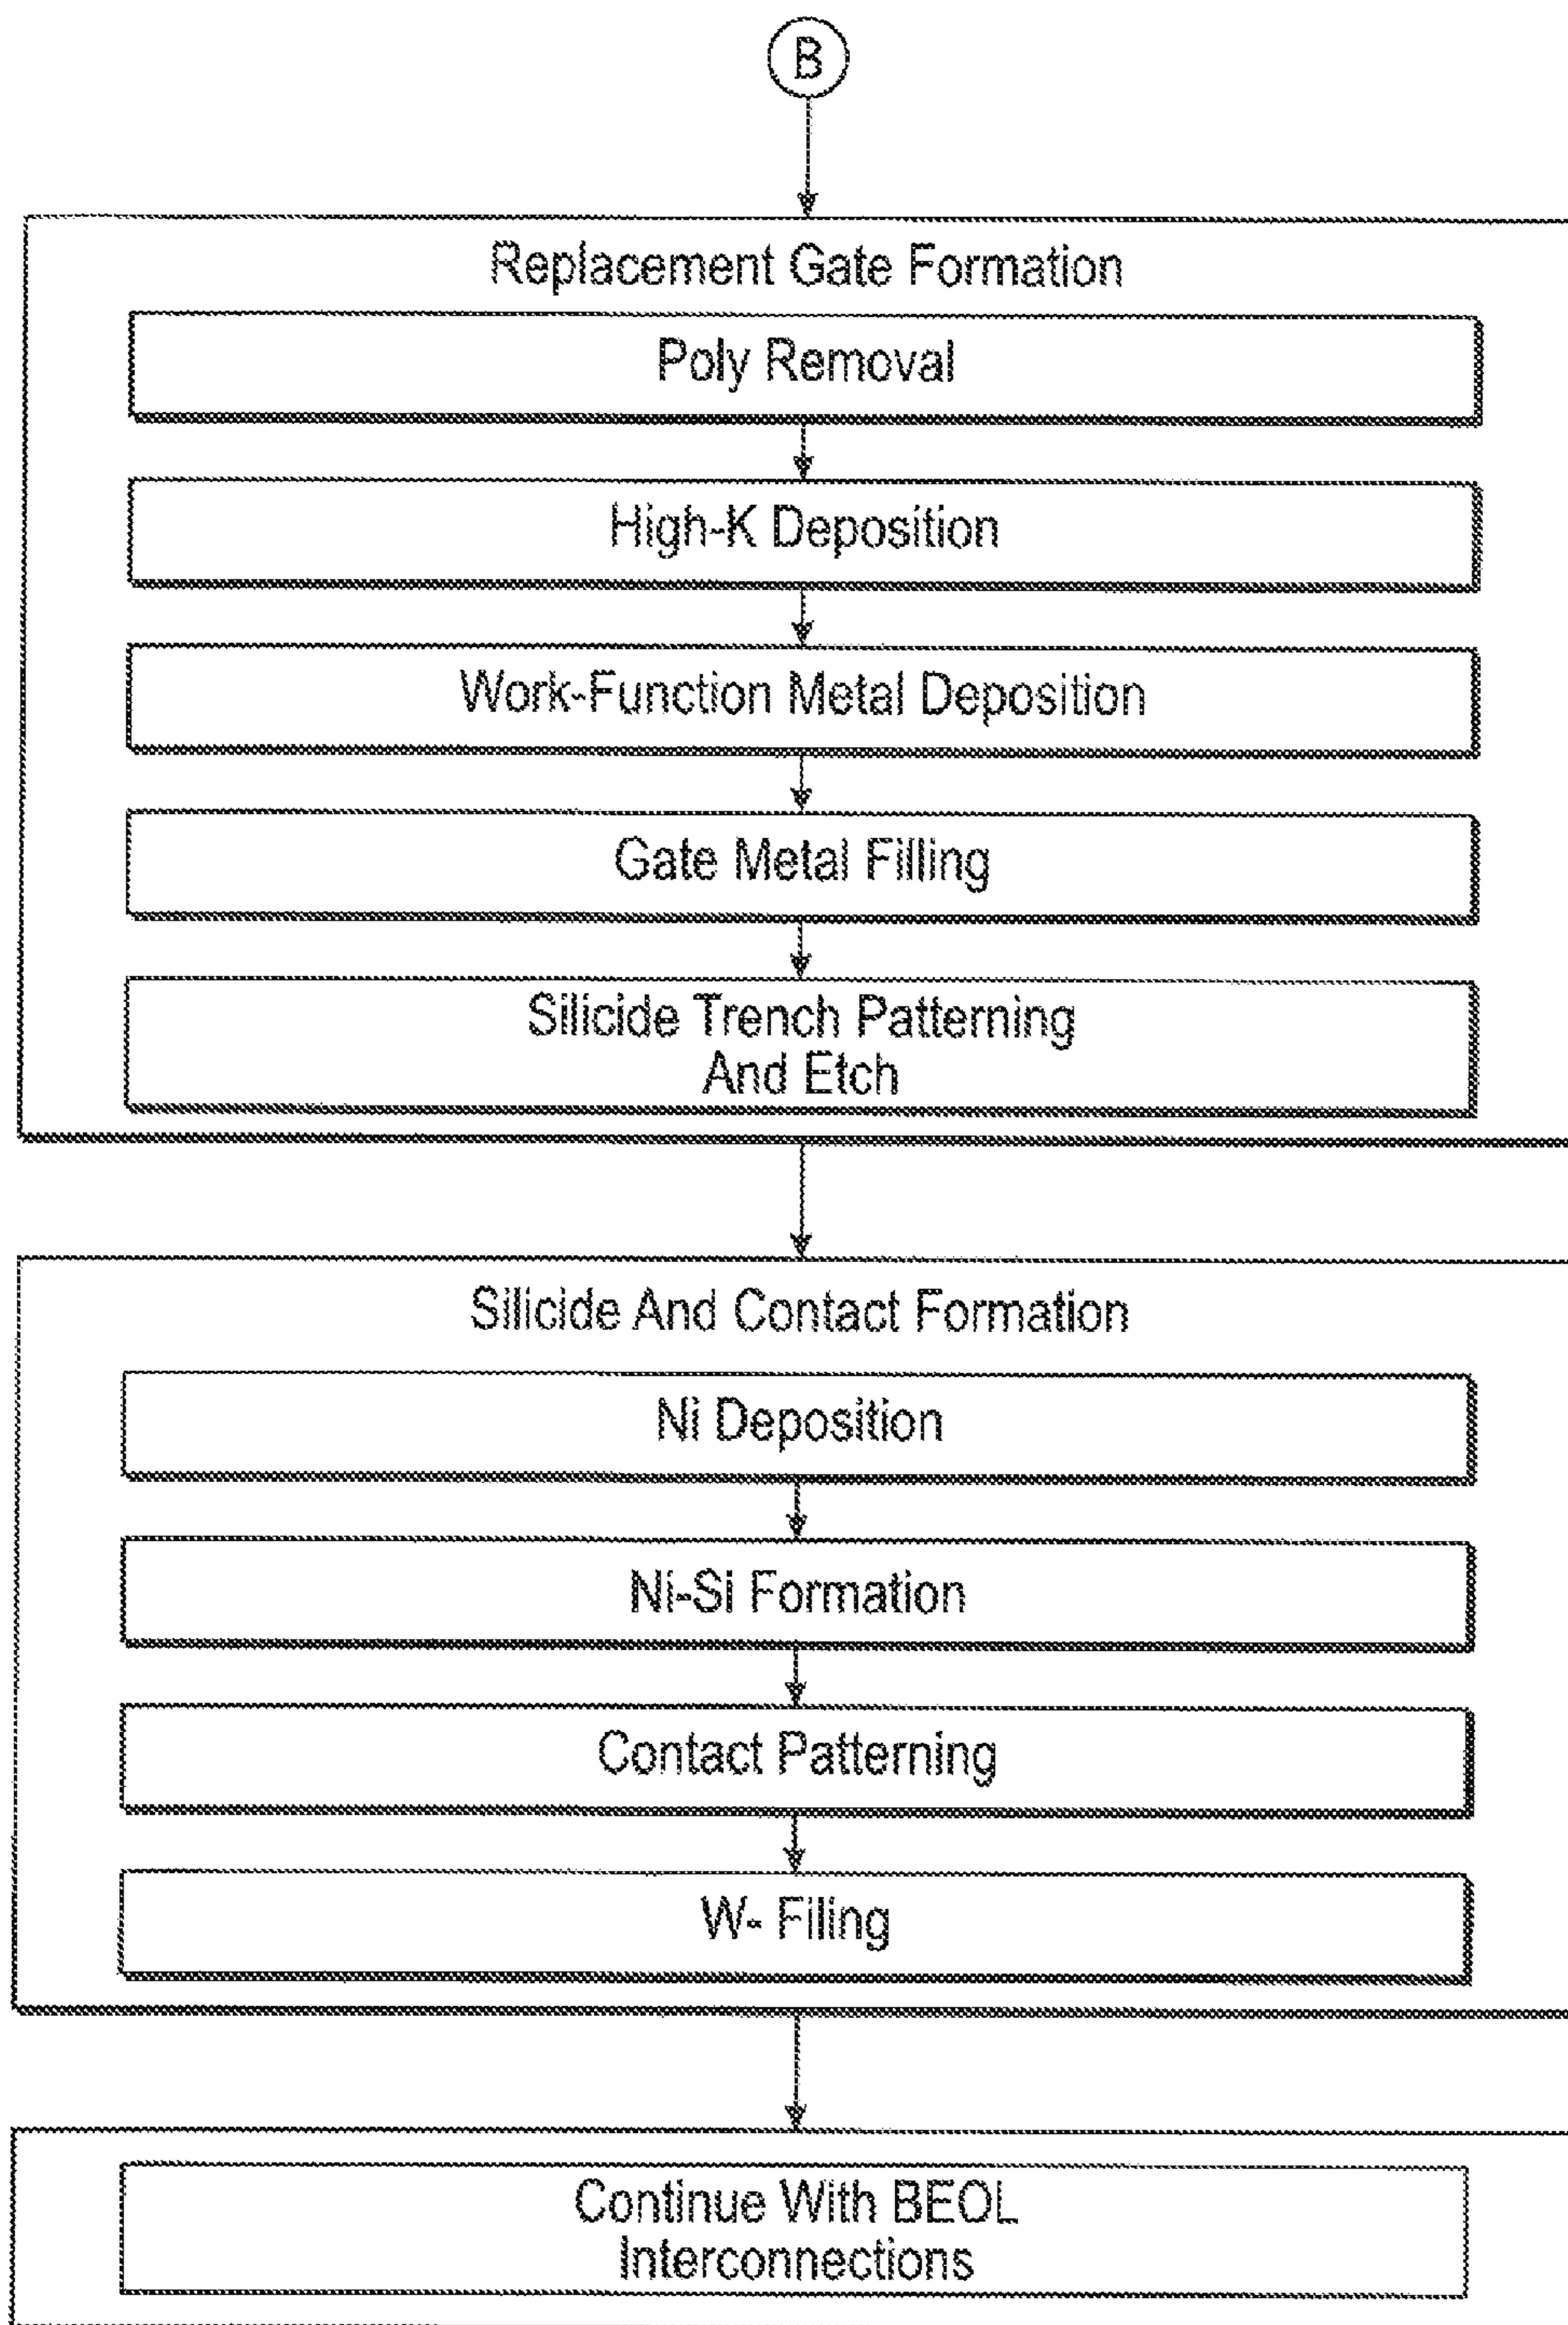 B
Replacement Gate Formation
Poly Removal
High-K Deposition
Work-Function Metal Deposition
Gate Metal Filling
Silicide Trench Patterning
And Etch
Silicide And Contact Formation
Ni Deposition
Ni-Si Formation
Contact Patterning
W- Filing
Continue With BEOL
Interconnections